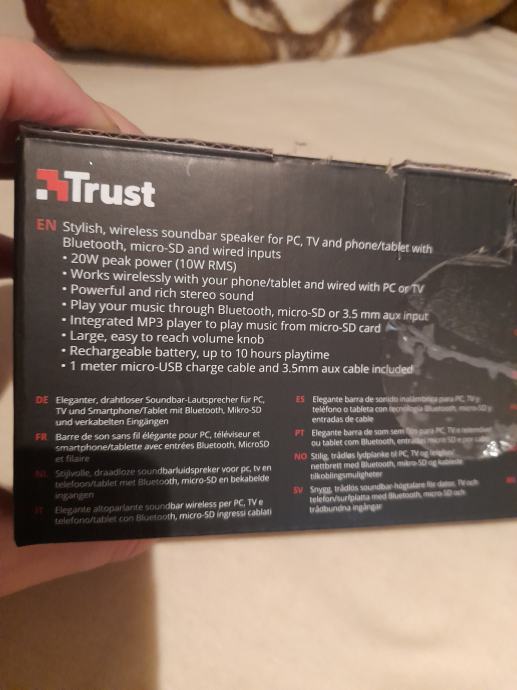 Trust
EN Stylish, wireless soundbar speaker for PC, TV and phone/tablet with
Bluetooth, micro-SD and wired inputs
• 20W peak power (10W RMS)
• Works wirelessly with your phone/tablet and wired with PC or TV
• Powerful and rich stereo sound
• Play your music through Bluetooth, micro-SD or 3.5 mm aux input
• Integrated MP3 player to play music from micro-SD card
• Large, easy to reach volume knob
• Rechargeable battery, up to 10 hours playtime
• 1 meter micro-USB charge cable and 3.5mm aux cable included
DE Eleganter, drahtloser Soundbar-Lautsprecher für PC,
TV und Smartphone/Tablet mit Bluetooth, Mikro-SD
und verkabelten Eingängen
FR Barre de son sans fil élégante pour PC, téléviseur et
smartphone/tablette avec entrées Bluetooth, MicroSD
et filaire
NL Stijlvolle, draadloze soundbarluidspreker voor pc, tv en
telefoon/tablet met Bluetooth, micro-SD en bekabelde
ingangen
IT Elegante altoparlante soundbar wireless per PC, TV e
telefono/tablet con Bluetooth, micro-SD ingressi cablati
ES Elegante barra de sonido inalámbrica para PC, TV y
teléfono o tableta con tecnología Bluetooth, micro-SD y
entradas de cable
PT Elegante barra de som sem fios para PC, TV e telemóvel
ou tablet com Bluetooth, entradas micro SD e por cabo
NO Stilig, trådløs lydplanke til PC, TV og telefon/
nettbrett med Bluetooth, mikro-SD og kablede
tilkoblingsmuligheter
SV Snygg, trådlös soundbar-högtalare för dator, TV och
telefon/surfplatta med Bluetooth, micro-SD och
trådbundna ingångar